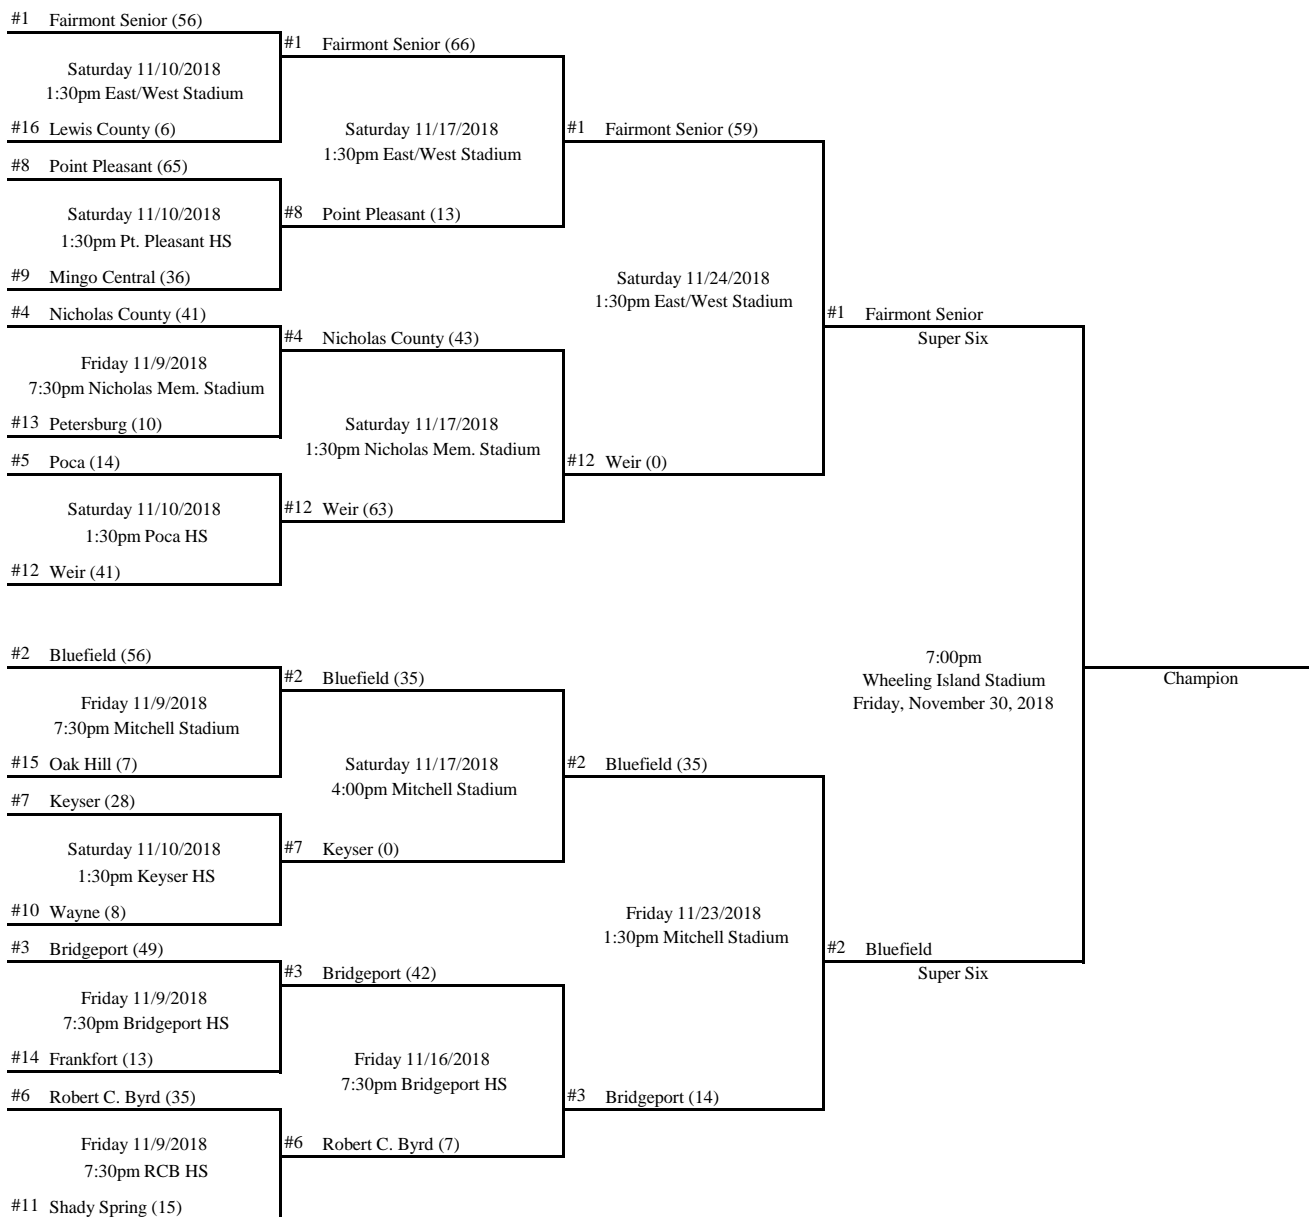 #1 Fairmont Senior (56)
#1 Fairmont Senior (66)
Saturday 11/10/2018
1:30pm East/West Stadium
#16 Lewis County (6)
Saturday 11/17/2018
1:30pm East/West Stadium
#1 Fairmont Senior (59)
#8 Point Pleasant (65)
Saturday 11/10/2018
1:30pm Pt. Pleasant HS
#8 Point Pleasant (13)
#9 Mingo Central (36)
Saturday 11/24/2018
1:30pm East/West Stadium
#4 Nicholas County (41)
#1 Fairmont Senior
Super Six
#4 Nicholas County (43)
Friday 11/9/2018
7:30pm Nicholas Mem. Stadium
#13 Petersburg (10)
Saturday 11/17/2018
1:30pm Nicholas Mem. Stadium
#5 Poca (14)
#12 Weir (0)
Saturday 11/10/2018
1:30pm Poca HS
#12 Weir (63)
#12 Weir (41)
#2 Bluefield (56)
#2 Bluefield (35)
7:00pm
Wheeling Island Stadium
Friday, November 30, 2018
Champion
Friday 11/9/2018
7:30pm Mitchell Stadium
#15 Oak Hill (7)
Saturday 11/17/2018
4:00pm Mitchell Stadium
#2 Bluefield (35)
#7 Keyser (28)
Saturday 11/10/2018
1:30pm Keyser HS
#7 Keyser (0)
#10 Wayne (8)
Friday 11/23/2018
1:30pm Mitchell Stadium
#3 Bridgeport (49)
#2 Bluefield
Super Six
#3 Bridgeport (42)
Friday 11/9/2018
7:30pm Bridgeport HS
#14 Frankfort (13)
Friday 11/16/2018
7:30pm Bridgeport HS
#6 Robert C. Byrd (35)
#3 Bridgeport (14)
Friday 11/9/2018
7:30pm RCB HS
#6 Robert C. Byrd (7)
#11 Shady Spring (15)